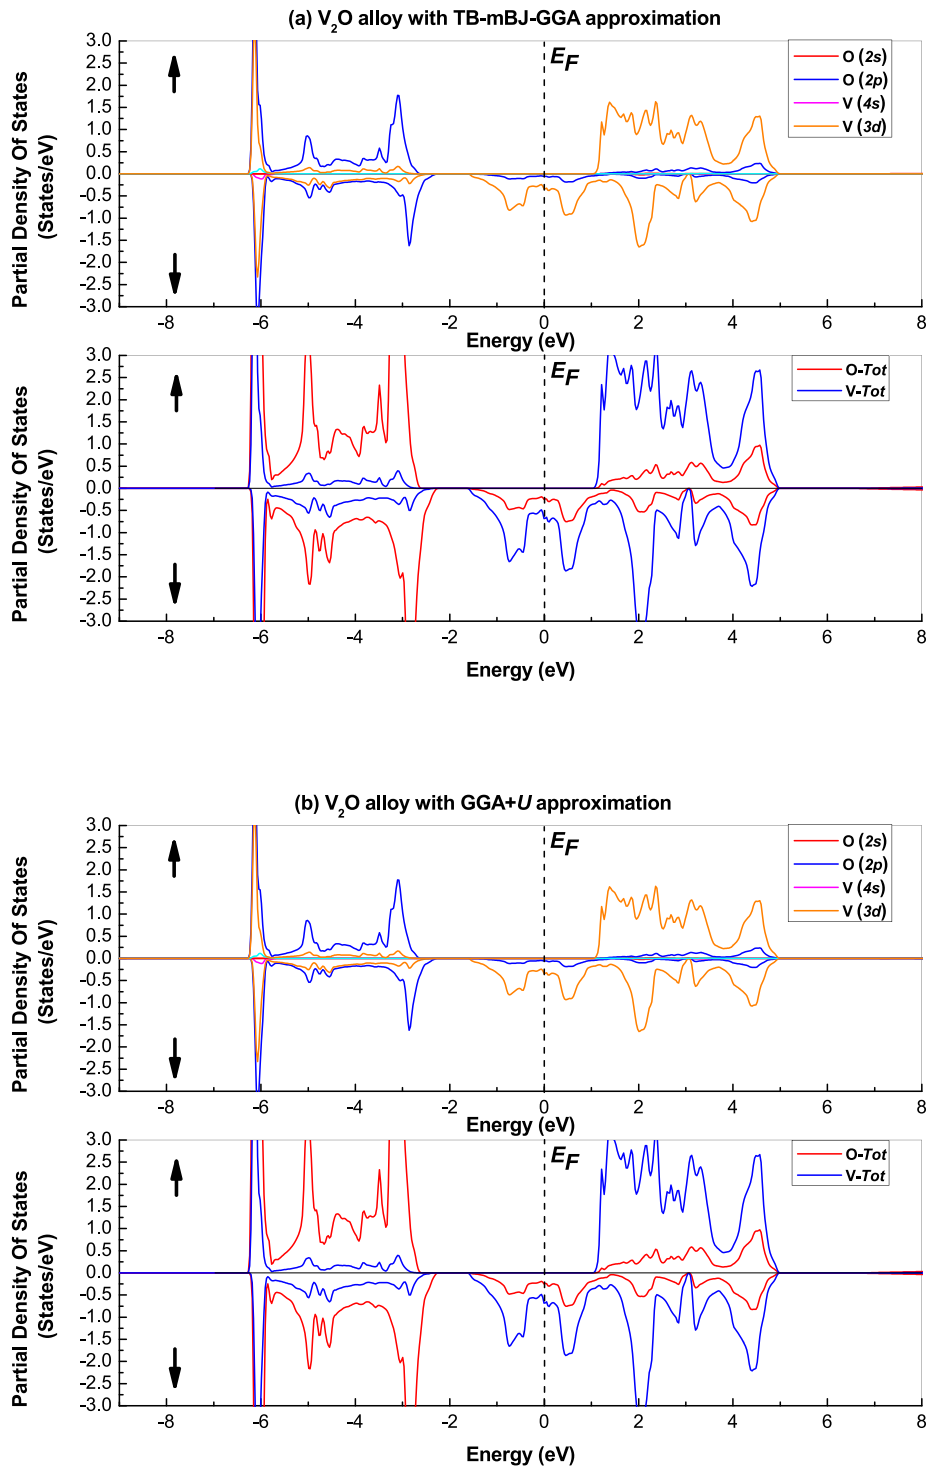 (a) V₂O alloy with TB-mBJ-GGA approximation
Partial Density Of States
(States/eV)
3.0
2.5
2.0
1.5
1.0
0.5
0.0
-0.5
-1.0
-1.5
-2.0
-2.5
-3.0
E_F
O (2s)
O (2p)
V (4s)
V (3d)
-8 -6 -4 -2 0 2 4 6 8
Energy (eV)
Partial Density Of States
(States/eV)
3.0
2.5
2.0
1.5
1.0
0.5
0.0
-0.5
-1.0
-1.5
-2.0
-2.5
-3.0
E_F
O-Tot
V-Tot
-8 -6 -4 -2 0 2 4 6 8
Energy (eV)
(b) V₂O alloy with GGA+U approximation
Partial Density Of States
(States/eV)
3.0
2.5
2.0
1.5
1.0
0.5
0.0
-0.5
-1.0
-1.5
-2.0
-2.5
-3.0
E_F
O (2s)
O (2p)
V (4s)
V (3d)
-8 -6 -4 -2 0 2 4 6 8
Energy (eV)
Partial Density Of States
(States/eV)
3.0
2.5
2.0
1.5
1.0
0.5
0.0
-0.5
-1.0
-1.5
-2.0
-2.5
-3.0
E_F
O-Tot
V-Tot
-8 -6 -4 -2 0 2 4 6 8
Energy (eV)